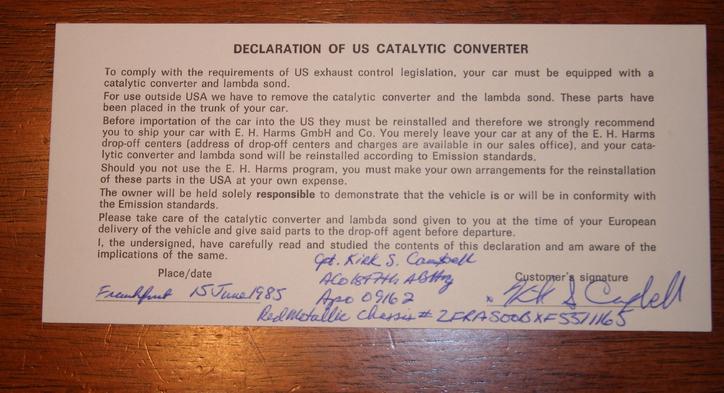 DECLARATION OF US CATALYTIC CONVERTER
To comply with the requirements of US exhaust control legislation, your car must be equipped with a
catalytic converter and lambda sond.
For use outside USA we have to remove the catalytic converter and the lambda sond. These parts have
been placed in the trunk of your car.
Before importation of the car into the US they must be reinstalled and therefore we strongly recommend
you to ship your car with E. H. Harms GmbH and Co. You merely leave your car at any of the E. H. Harms
drop-off centers (address of drop-off centers and charges are available in our sales office), and your cata-
lytic converter and lambda sond will be reinstalled according to Emission standards.
Should you not use the E. H. Harms program, you must make your own arrangements for the reinstallation
of these parts in the USA at your own expense.
The owner will be held solely responsible to demonstrate that the vehicle is or will be in conformity with
the Emission standards.
Please take care of the catalytic converter and lambda sond given to you at the time of your European
delivery of the vehicle and give said parts to the drop-off agent before departure.
I, the undersigned, have carefully read and studied the contents of this declaration and am aware of the
implications of the same.
Cpt. Kirk S. Campbell
Place/date
Customer's signature
Frankfurt 15 June 1985
APO 09162
Red Metallic Chassis #